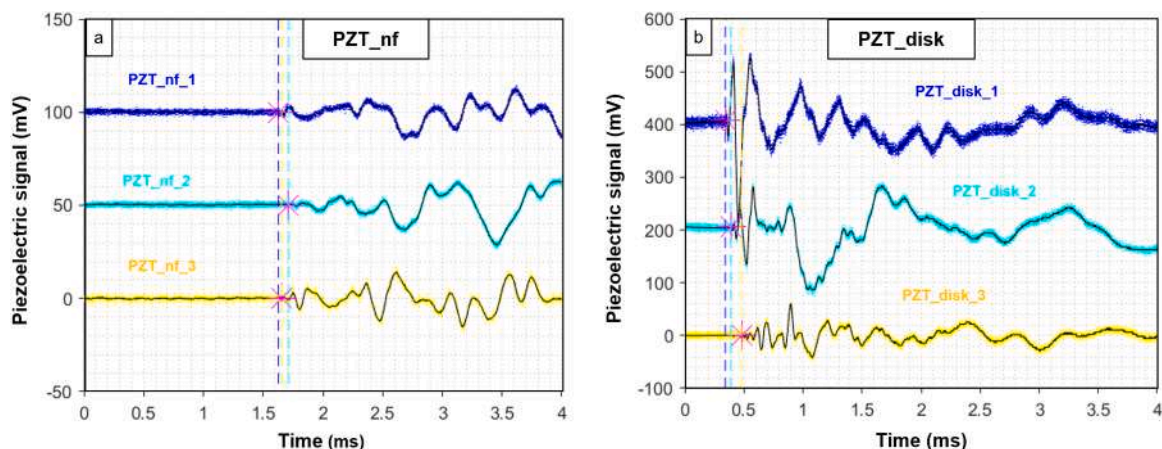 a
PZT_nf
PZT_nf_1
PZT_nf_2
PZT_nf_3
Piezoelectric signal (mV)
150
100
50
0
-50
0 0.5 1 1.5 2 2.5 3 3.5 4
Time (ms)
b
PZT_disk
PZT_disk_1
PZT_disk_2
PZT_disk_3
Piezoelectric signal (mV)
600
500
400
300
200
100
0
-100
0 0.5 1 1.5 2 2.5 3 3.5 4
Time (ms)